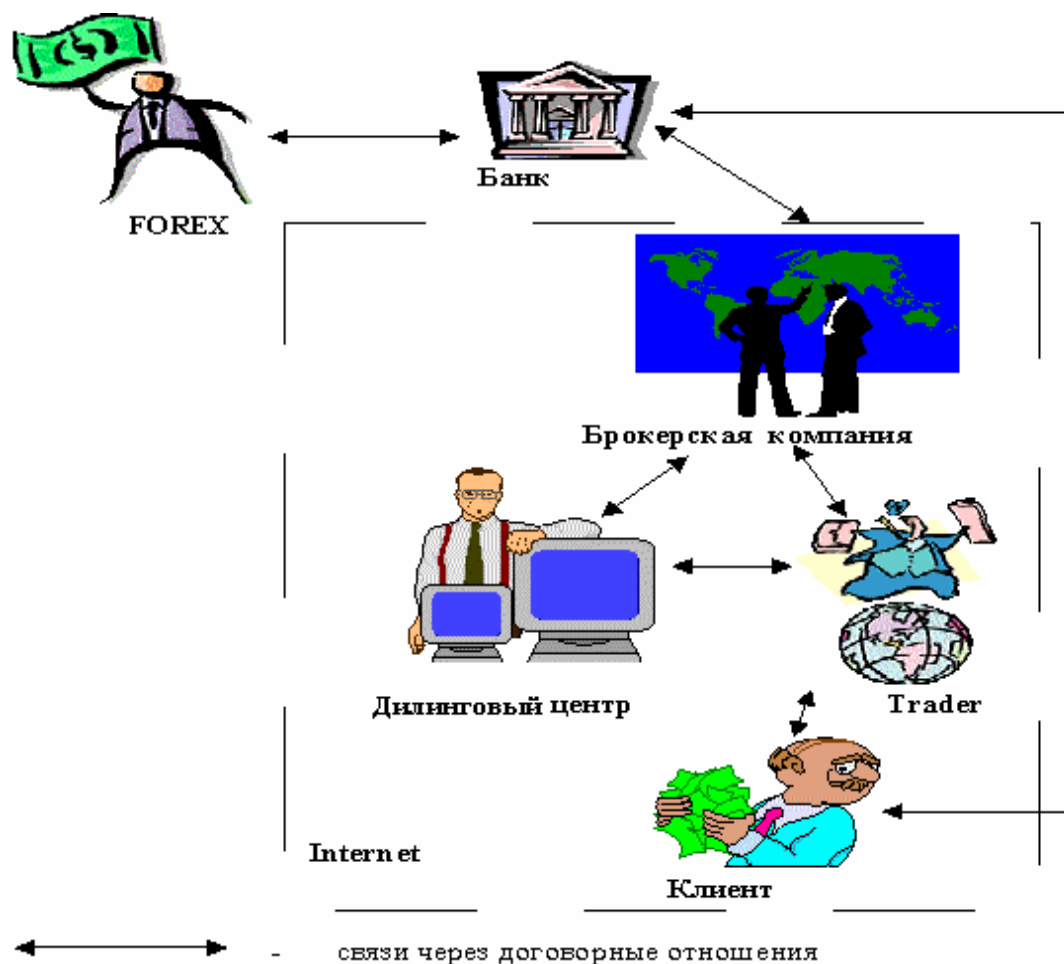 Банк
FOREX
Брокерская компания
Дилинговый центр
Trader
Internet
Клиент
- связи через договорные отношения